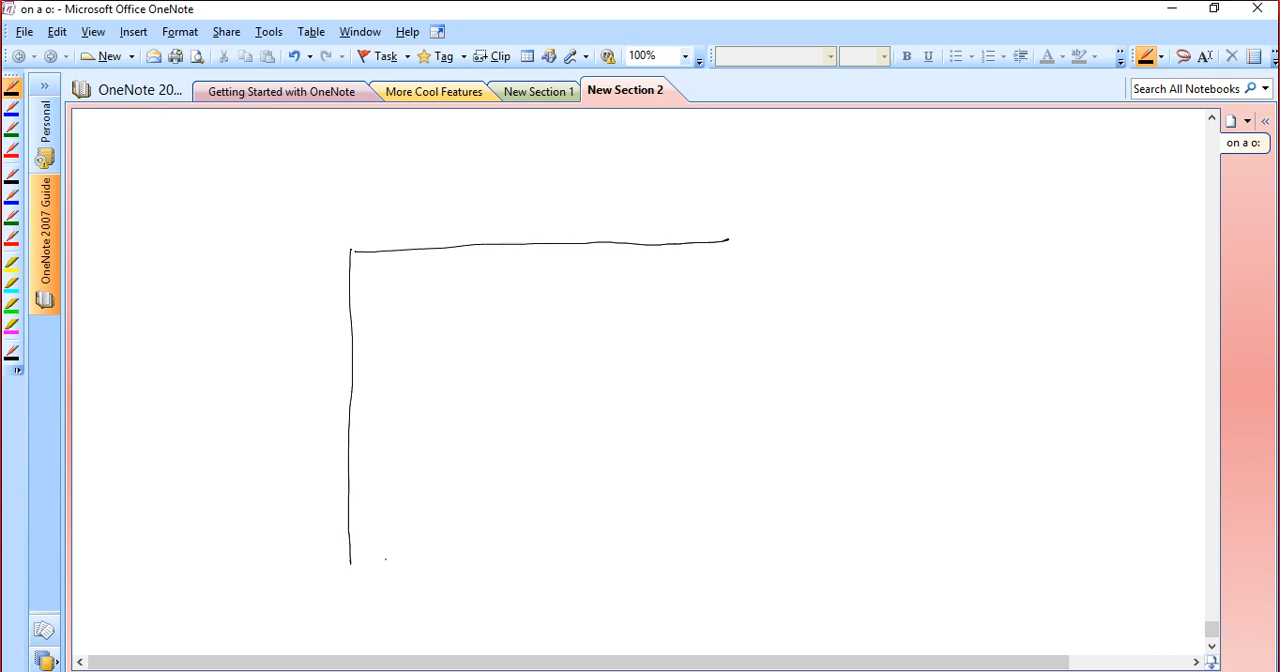 on a o: - Microsoft Office OneNote
File Edit View Insert Format Share Tools Table Window Help
New Task Tag Clip 100% B U A
Personal
OneNote 2007 Guide
OneNote 20... Getting Started with OneNote More Cool Features New Section 1 New Section 2 Search All Notebooks
on a o: